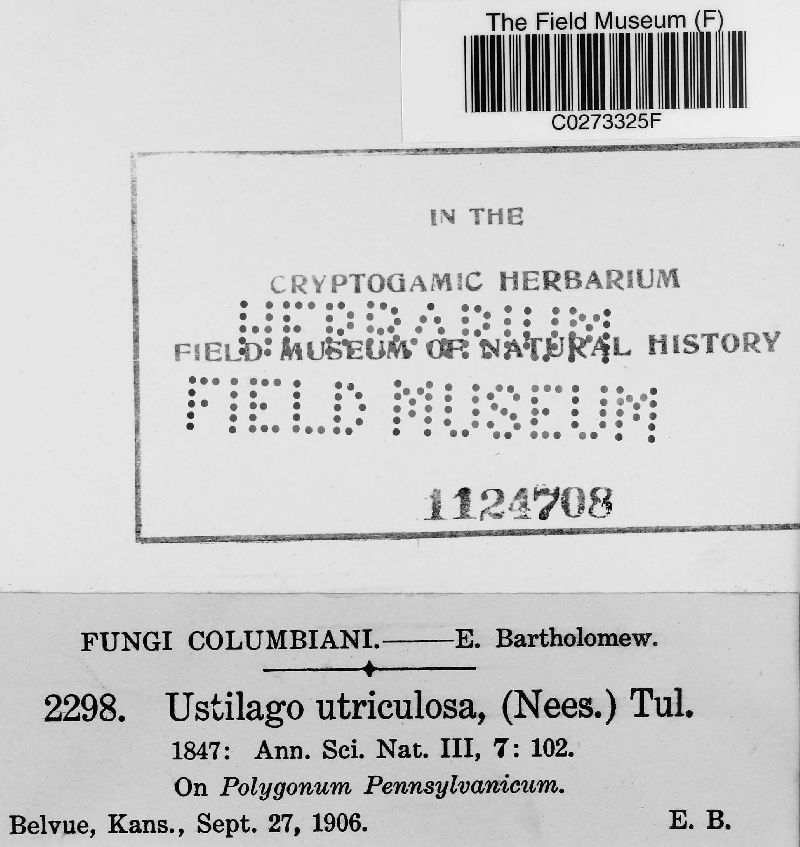 The Field Museum (F)
C0273325F
IN THE
CRYPTOGAMIC HERBARIUM
HERBARIUM
FIELD MUSEUM OF NATURAL HISTORY
FIELD MUSEUM
1124708
FUNGI COLUMBIANI.——E. Bartholomew.
2298. Ustilago utriculosa, (Nees.) Tul.
1847: Ann. Sci. Nat. III, 7: 102.
On Polygonum Pennsylvanicum.
Belvue, Kans., Sept. 27, 1906. E. B.